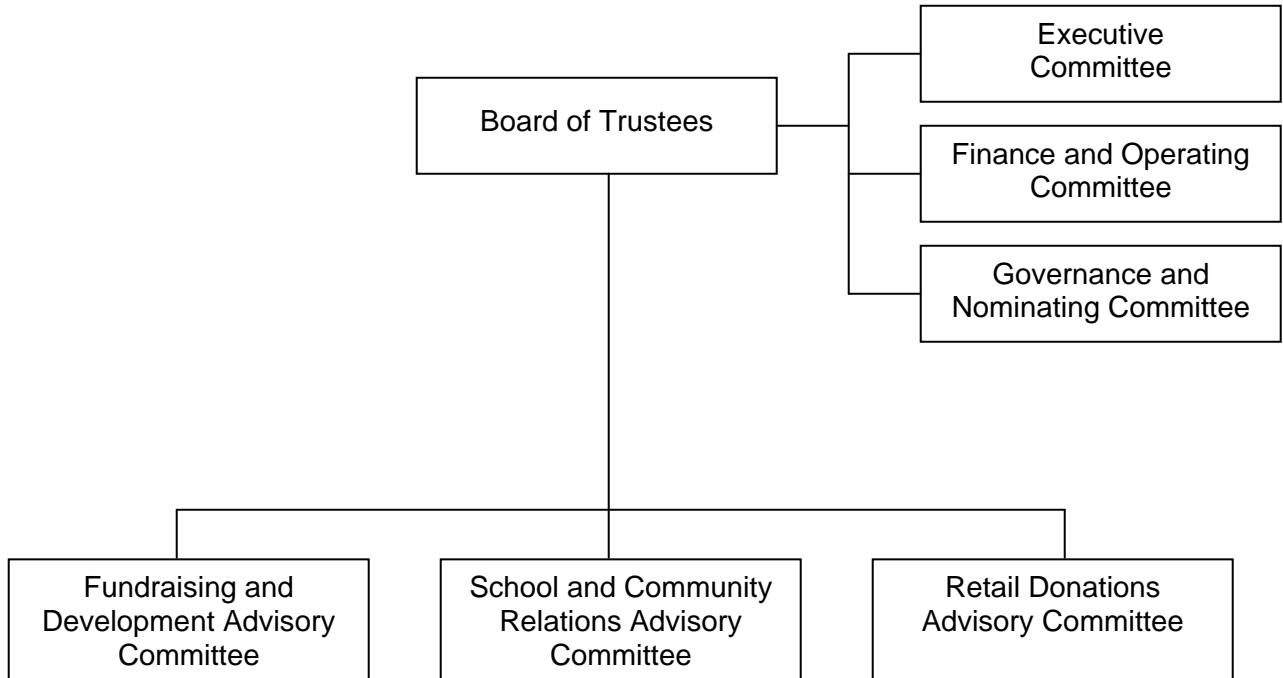 Executive
Committee
Board of Trustees
Finance and Operating
Committee
Governance and
Nominating Committee
Fundraising and
Development Advisory
Committee
School and Community
Relations Advisory
Committee
Retail Donations
Advisory Committee